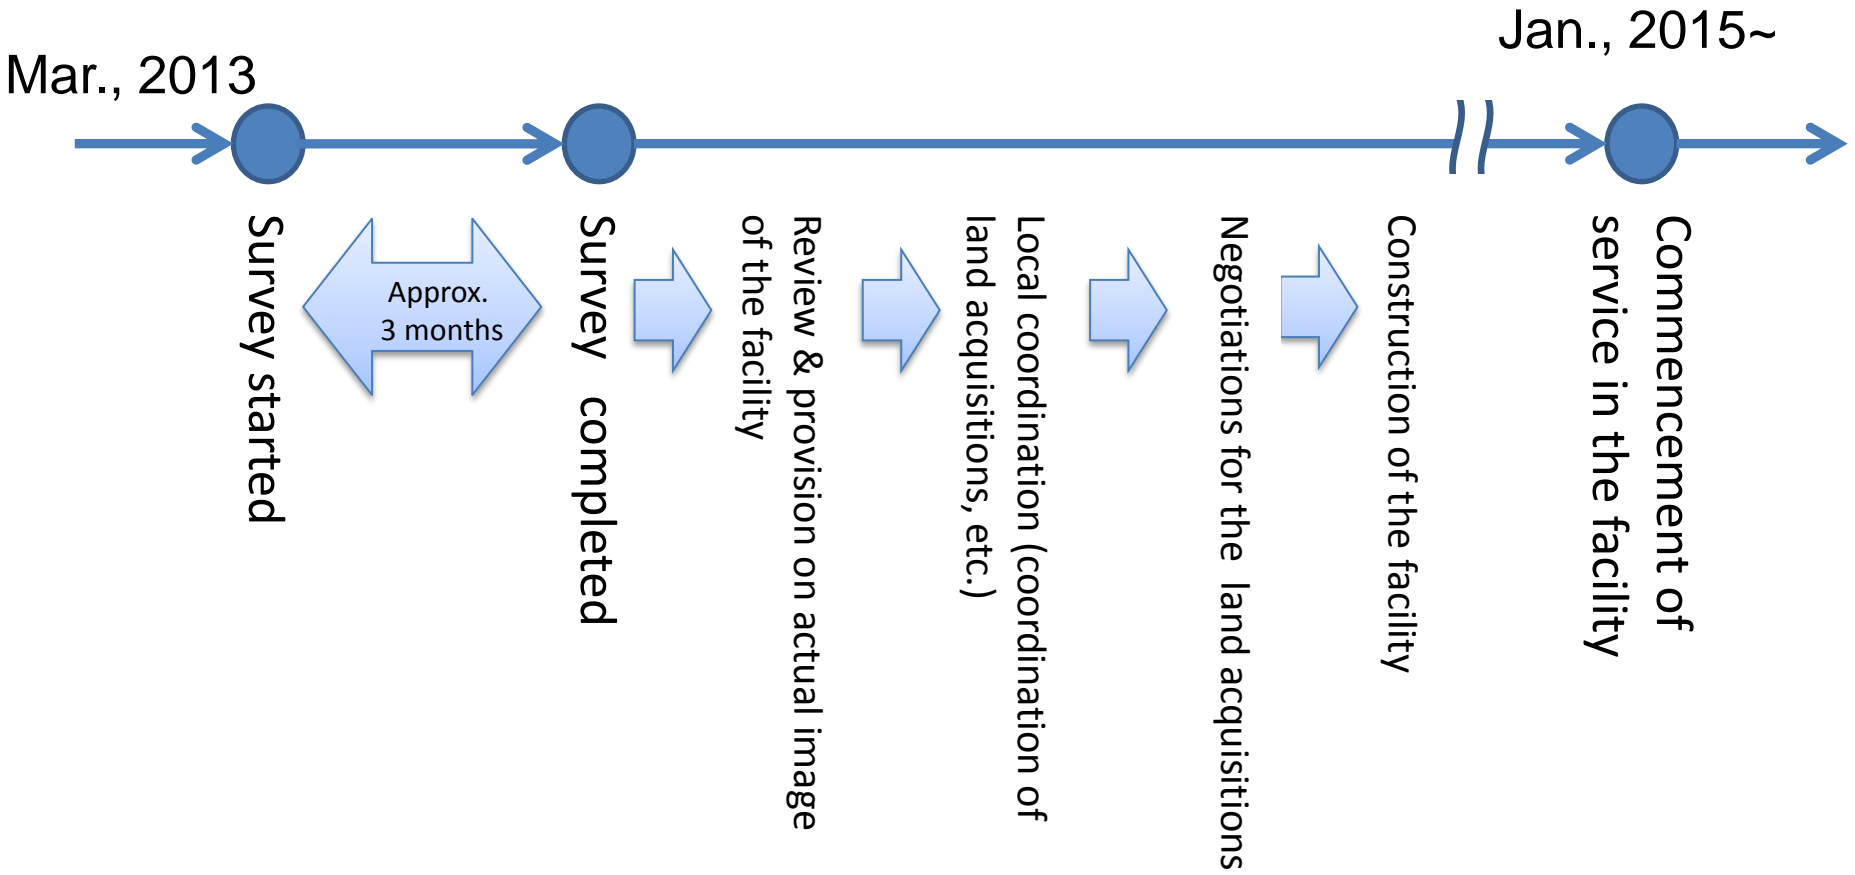 Mar., 2013
Jan., 2015~
Survey started
Approx.
3 months
Survey completed
Review & provision on actual image
of the facility
Local coordination (coordination of
land acquisitions, etc.)
Negotiations for the land acquisitions
Construction of the facility
Commencement of
service in the facility